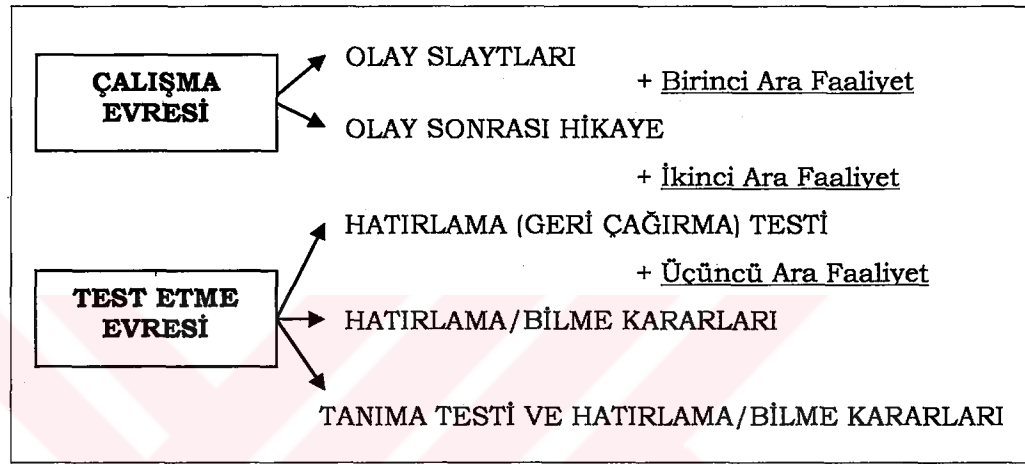 ÇALIŞMA
EVRESİ
OLAY SLAYTLARI
+ Birinci Ara Faaliyet
OLAY SONRASI HİKAYE
+ İkinci Ara Faaliyet
TEST ETME
EVRESİ
HATIRLAMA (GERİ ÇAĞIRMA) TESTİ
+ Üçüncü Ara Faaliyet
HATIRLAMA/BİLME KARARLARI
TANIMA TESTİ VE HATIRLAMA/BİLME KARARLARI